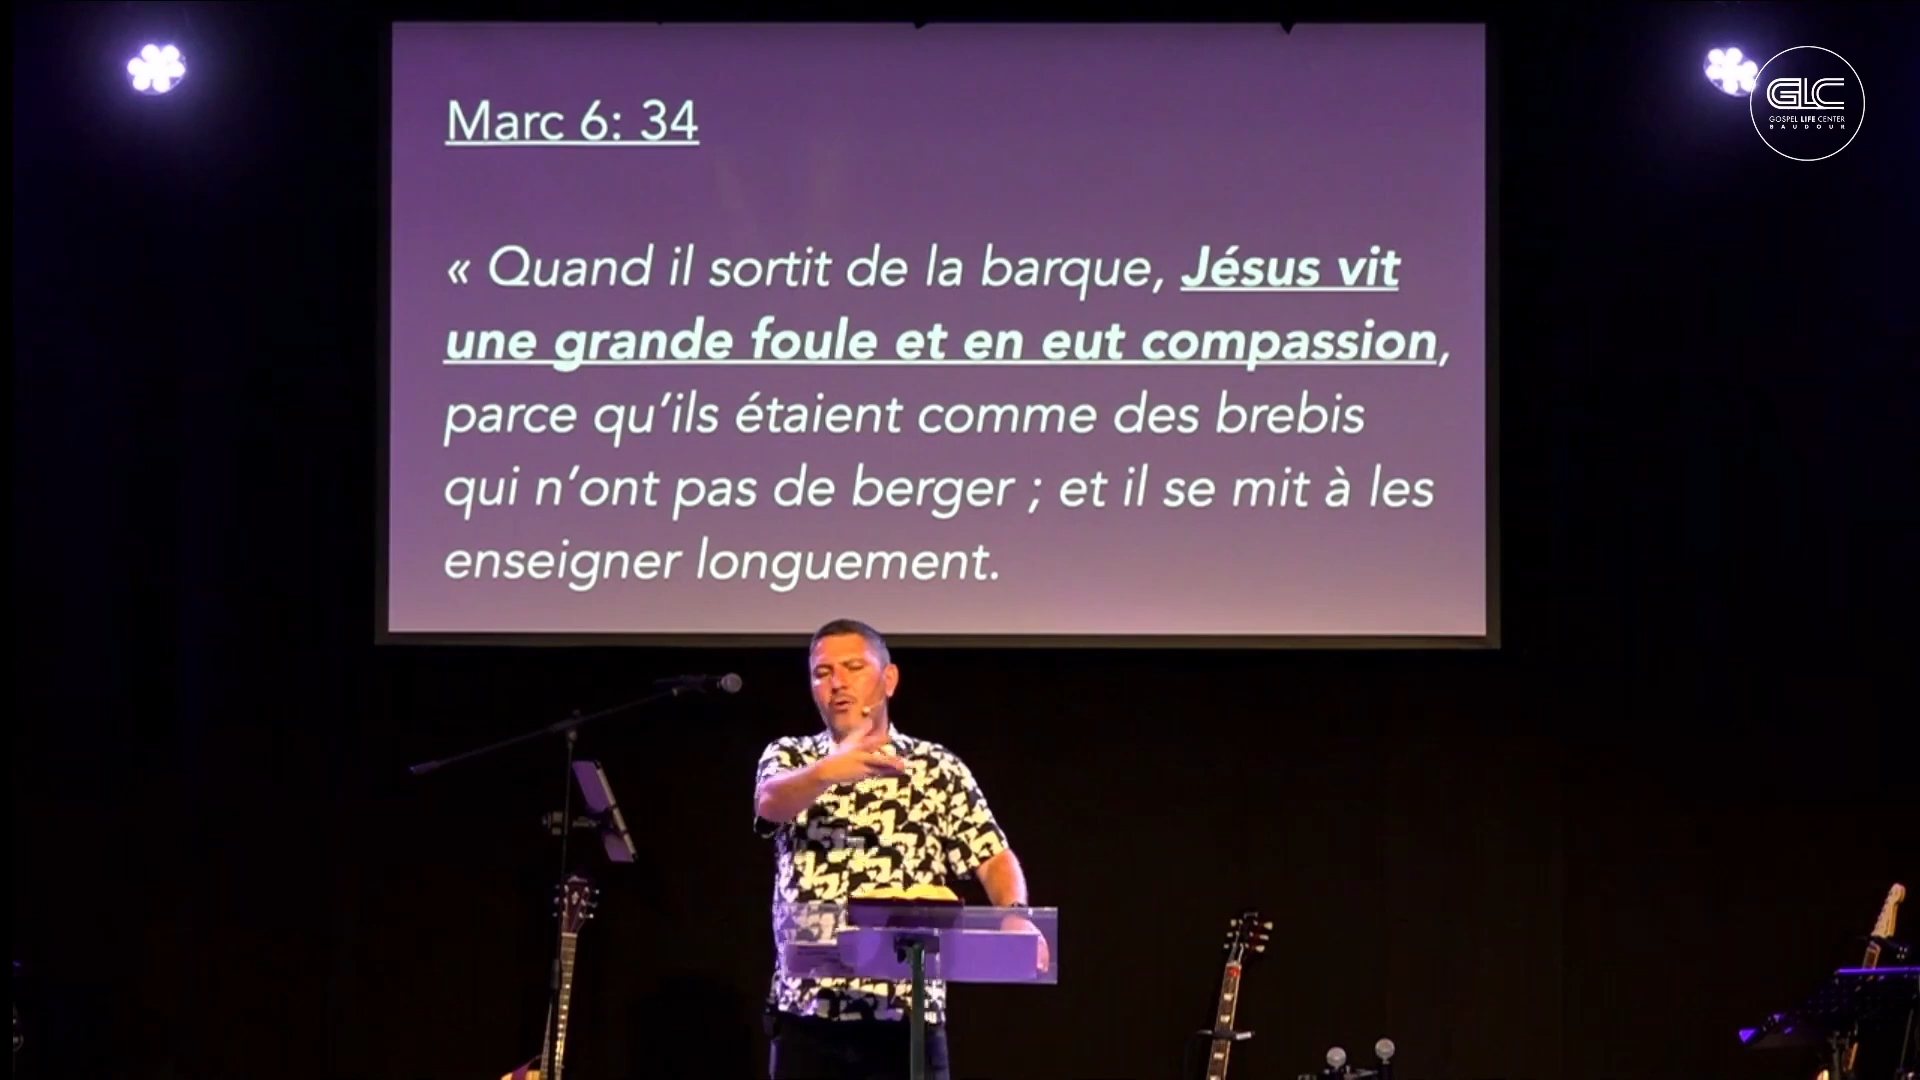 Marc 6: 34
« Quand il sortit de la barque, Jésus vit
une grande foule et en eut compassion,
parce qu’ils étaient comme des brebis
qui n’ont pas de berger ; et il se mit à les
enseigner longuement.
GLC
GOSPEL LIFE CENTER
BAUDOUR